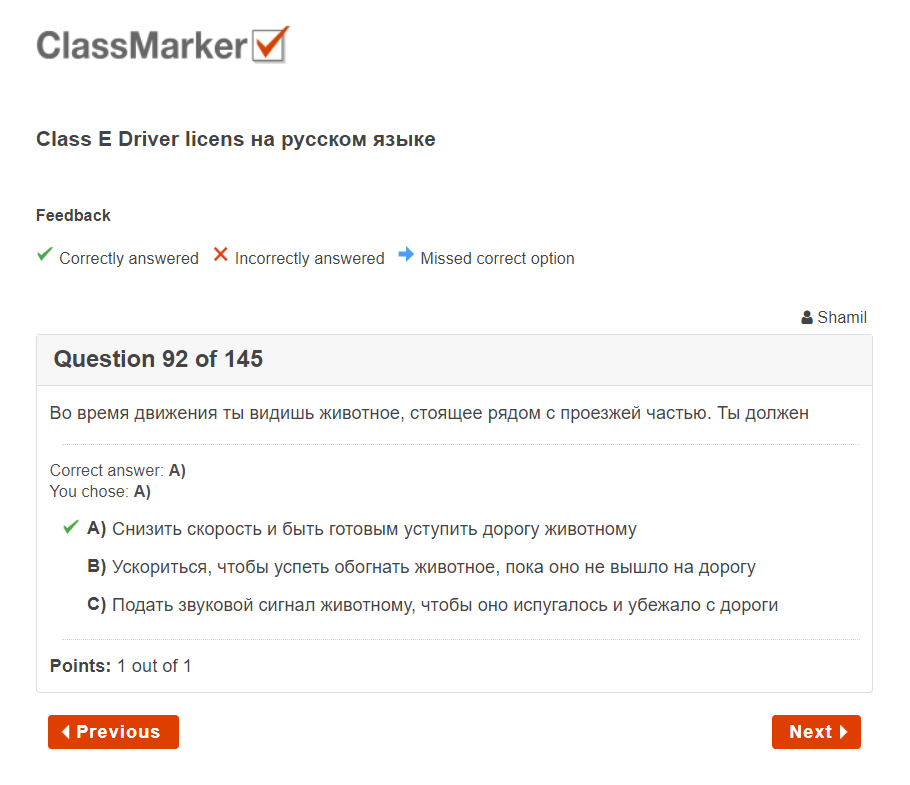 ClassMarker
Class E Driver licens на русском языке
Feedback
Correctly answered Incorrectly answered Missed correct option
Shamil
Question 92 of 145
Во время движения ты видишь животное, стоящее рядом с проезжей частью. Ты должен
Correct answer: A)
You chose: A)
A) Снизить скорость и быть готовым уступить дорогу животному
B) Ускориться, чтобы успеть обогнать животное, пока оно не вышло на дорогу
C) Подать звуковой сигнал животному, чтобы оно испугалось и убежало с дороги
Points: 1 out of 1
Previous Next